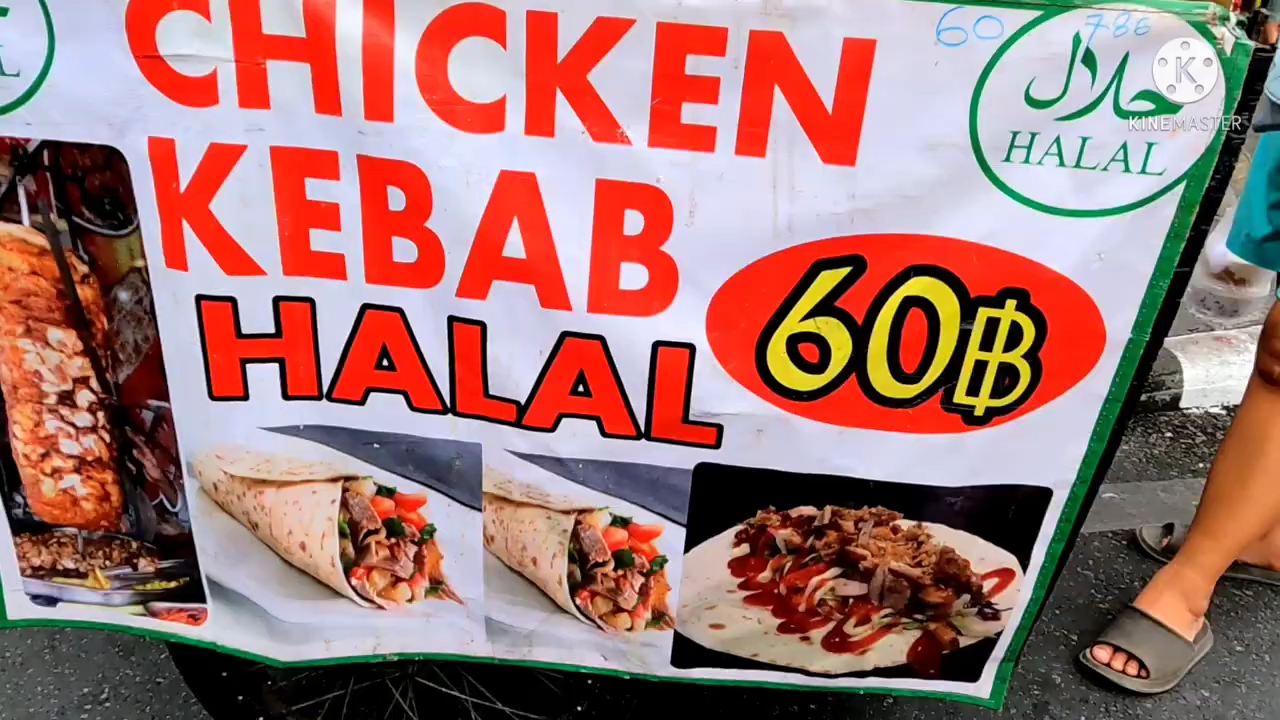 CHICKEN
KEBAB
HALAL
60฿
60
786
حلال
HALAL
KINEMASTER
K
L